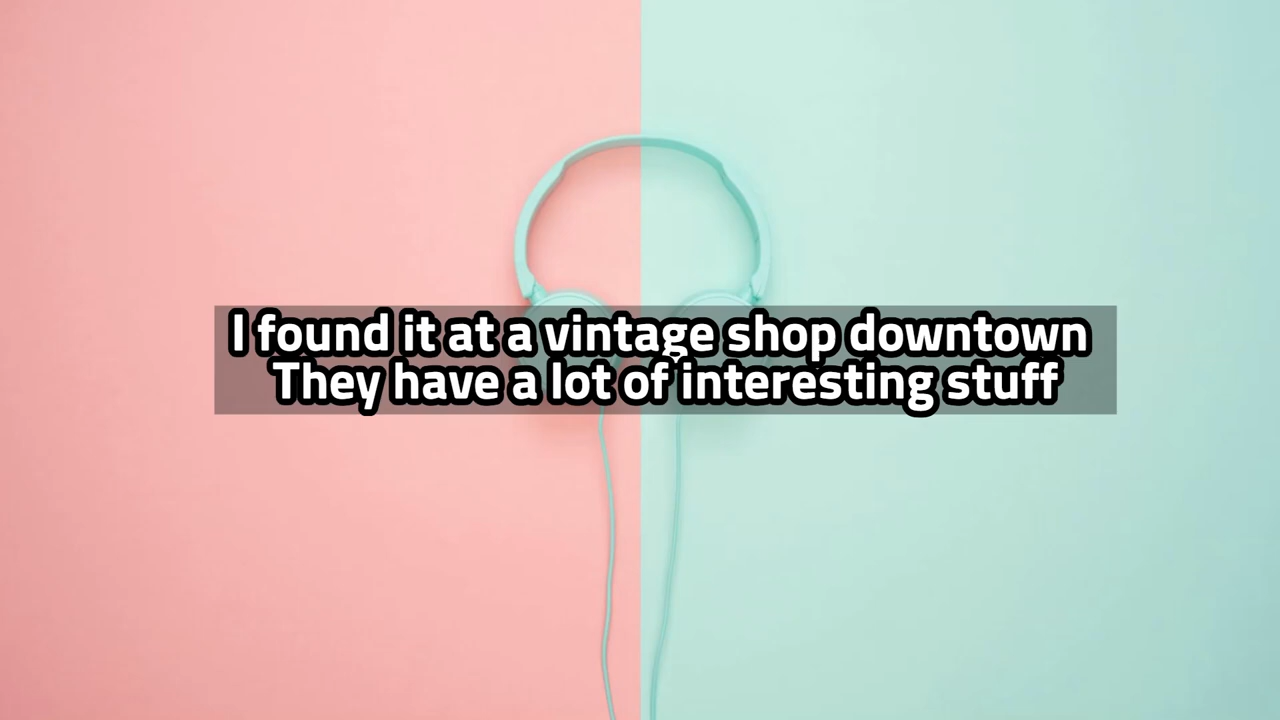 I found it at a vintage shop downtown
They have a lot of interesting stuff